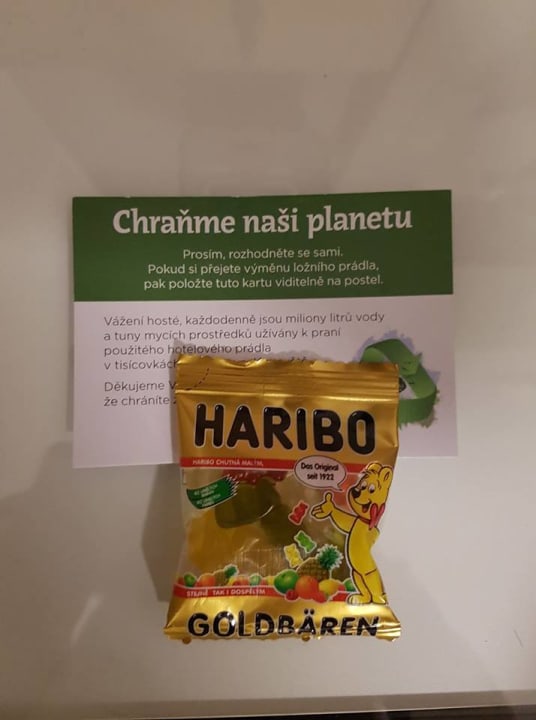 Chraňme naši planetu
Prosím, rozhodněte se sami.
Pokud si přejete výměnu ložního prádla,
pak položte tuto kartu viditelně na postel.
Vážení hosté, každodenně jsou miliony litrů vody
a tuny mycích prostředků užívány k praní
použitého hotelového prádla
v tisícovkách
Děkujeme
že chráníte
HARIBO
HARIBO CHUTNÁ MALÝM,
Das Original
seit 1922
STEJNĚ TAK I DOSPĚLÝM
GOLDBÄREN